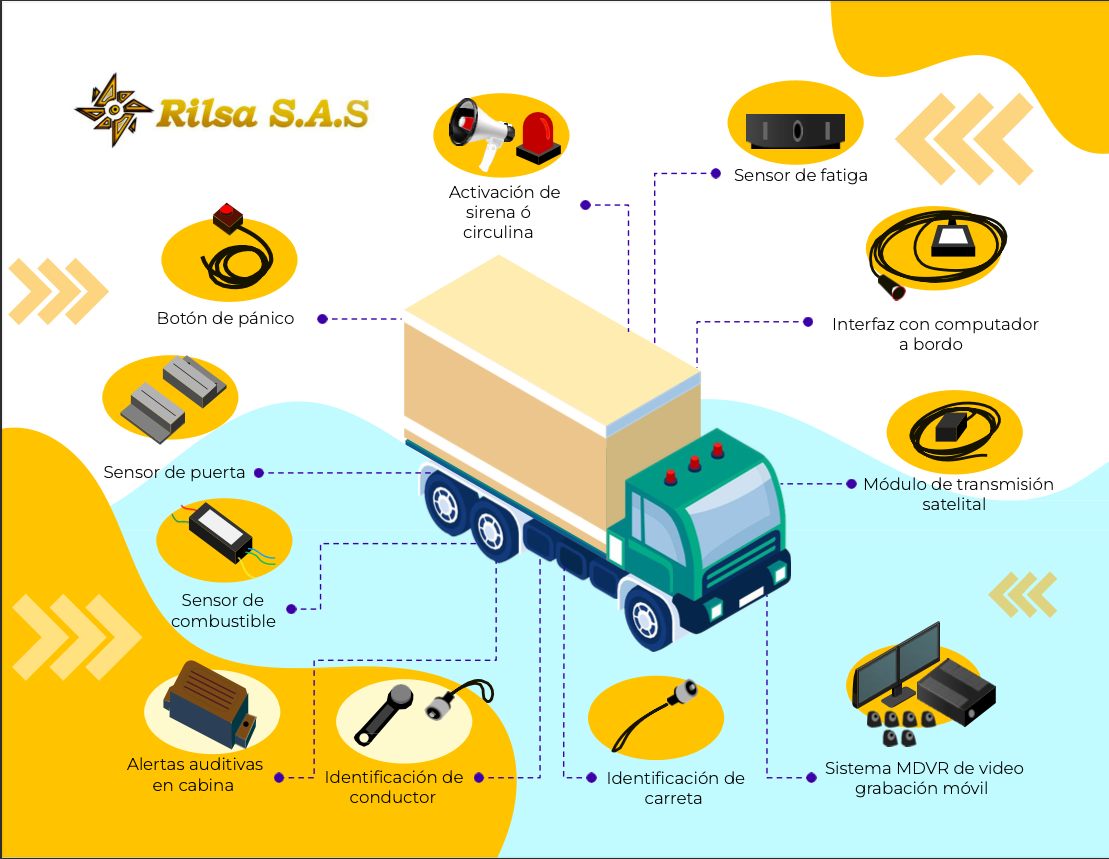 Rilsa S.A.S
Activación de
sirena ó
circulina
Sensor de fatiga
Botón de pánico
Interfaz con computador
a bordo
Sensor de puerta
Módulo de transmisión
satelital
Sensor de
combustible
Alertas auditivas
en cabina
Identificación de
conductor
Identificación de
carreta
Sistema MDVR de video
grabación móvil